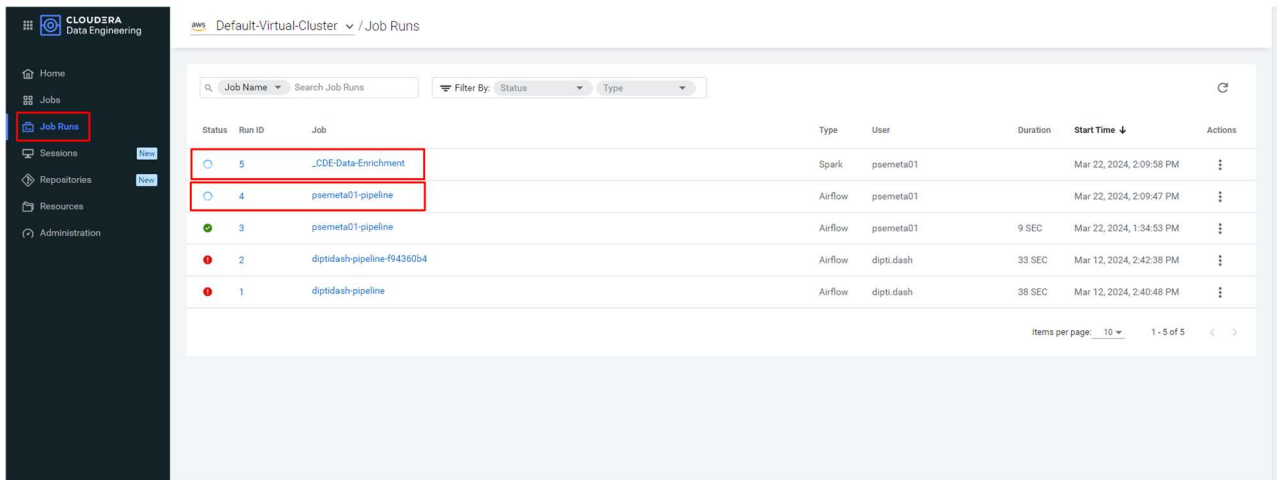 CLOUDERA
Data Engineering
Home
Jobs
Job Runs
Sessions New
Repositories New
Resources
Administration
aws Default-Virtual-Cluster / Job Runs
Job Name Search Job Runs Filter By: Status Type
Status Run ID Job Type User Duration Start Time Actions
5 _CDE-Data-Enrichment Spark psemeta01 Mar 22, 2024, 2:09:58 PM
4 psemeta01-pipeline Airflow psemeta01 Mar 22, 2024, 2:09:47 PM
3 psemeta01-pipeline Airflow psemeta01 9 SEC Mar 22, 2024, 1:34:53 PM
2 diptidash-pipeline-f94360b4 Airflow dipti.dash 33 SEC Mar 12, 2024, 2:42:38 PM
1 diptidash-pipeline Airflow dipti.dash 38 SEC Mar 12, 2024, 2:40:48 PM
Items per page: 10 1 - 5 of 5